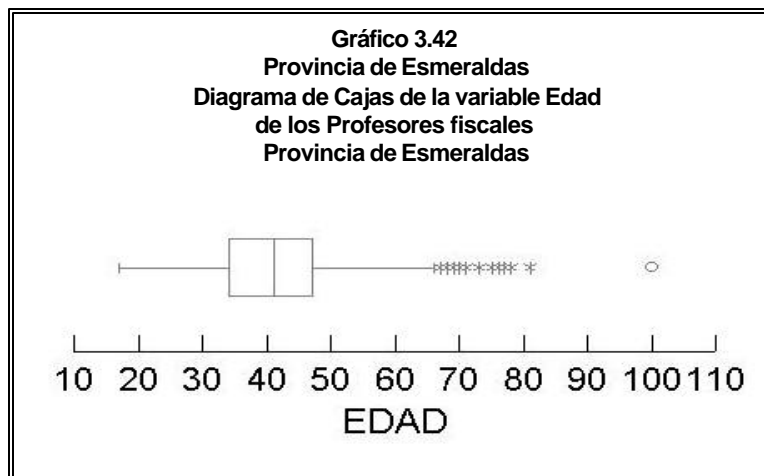 Gráfico 3.42
Provincia de Esmeraldas
Diagrama de Cajas de la variable Edad
de los Profesores fiscales
Provincia de Esmeraldas
10 20 30 40 50 60 70 80 90 100 110
EDAD